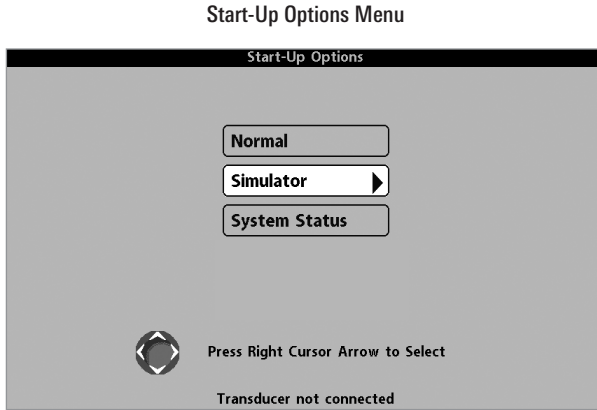 Start-Up Options Menu
Start-Up Options
Normal
Simulator
System Status
Press Right Cursor Arrow to Select
Transducer not connected